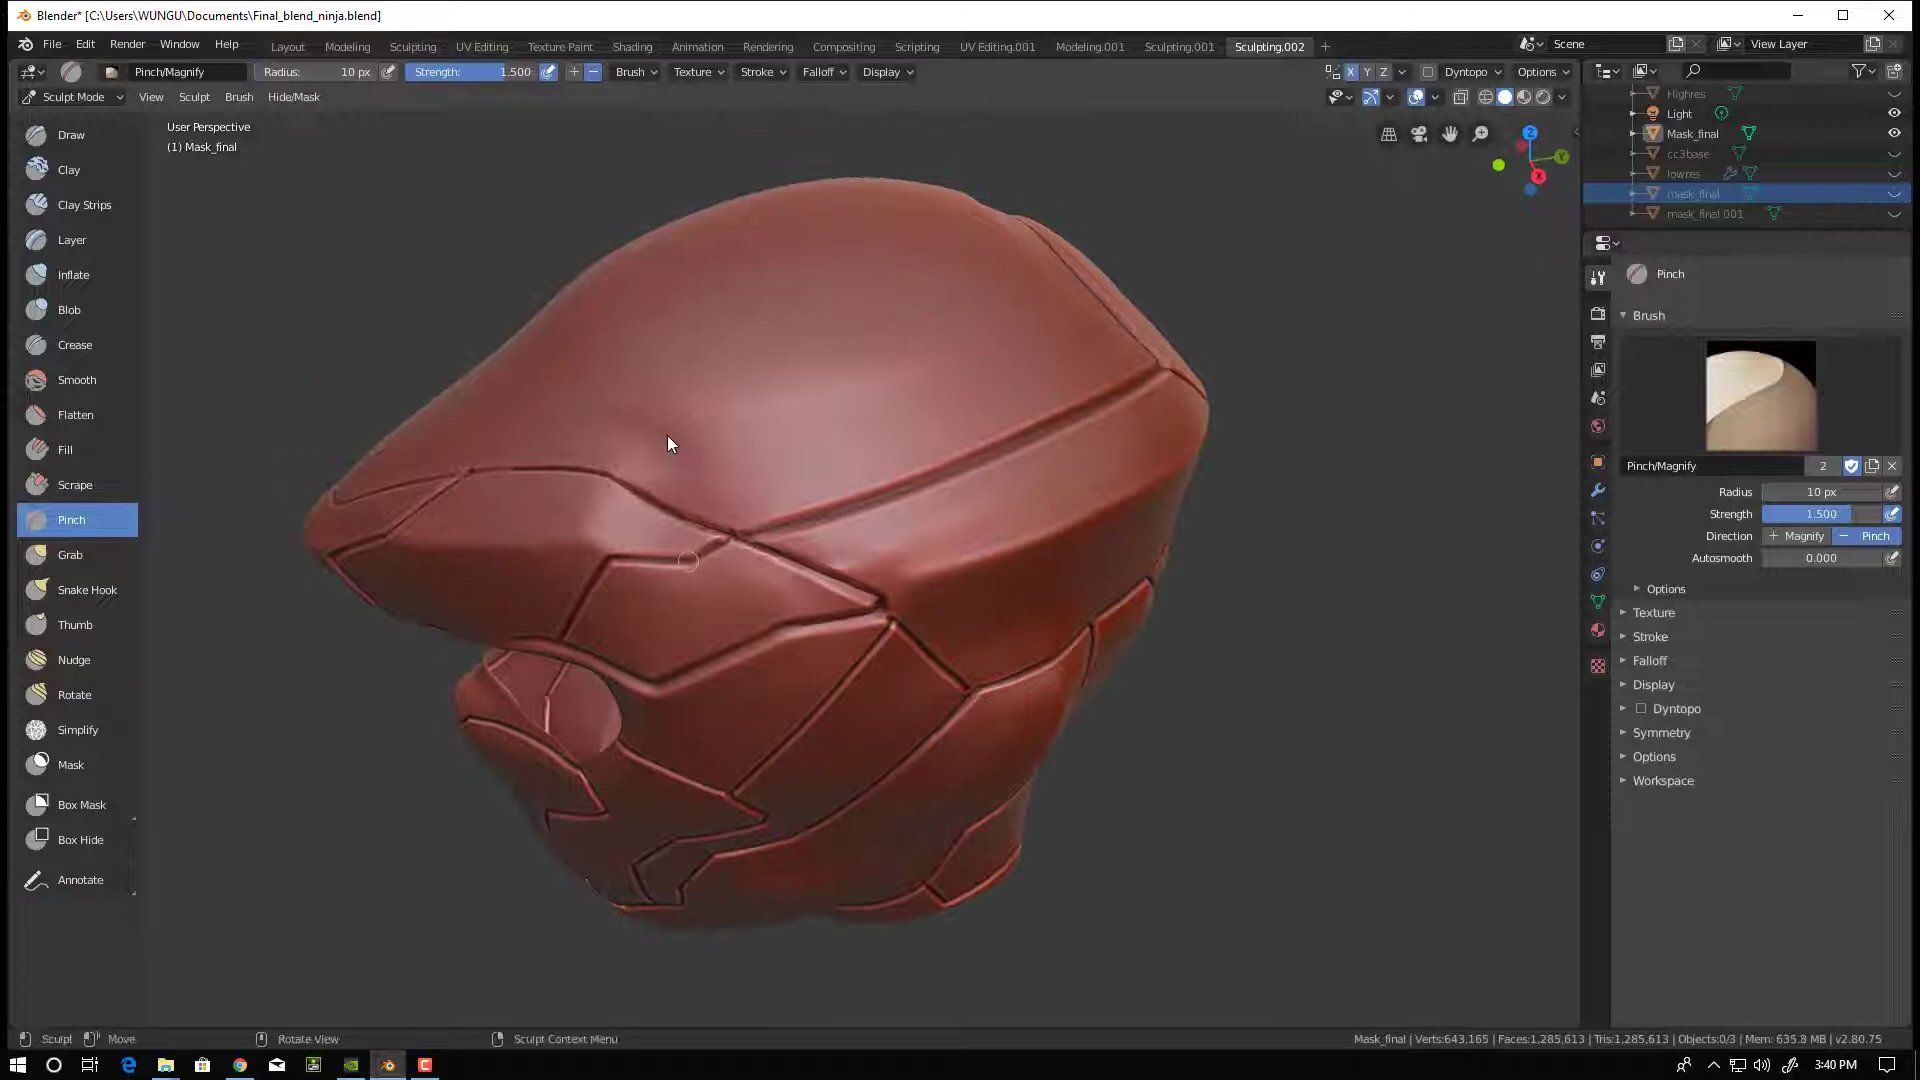 Blender* [C:\Users\WUNGU\Documents\Final_blend_ninja.blend]
File Edit Render Window Help Layout Modeling Sculpting UV Editing Texture Paint Shading Animation Rendering Compositing Scripting UV Editing.001 Modeling.001 Sculpting.001 Sculpting.002 + Scene View Layer
Pinch/Magnify Radius: 10 px Strength: 1.500 Brush Texture Stroke Falloff Display X Y Z Dyntopo Options
Sculpt Mode View Sculpt Brush Hide/Mask
User Perspective
(1) Mask_final
Draw
Clay
Clay Strips
Layer
Inflate
Blob
Crease
Smooth
Flatten
Fill
Scrape
Pinch
Grab
Snake Hook
Thumb
Nudge
Rotate
Simplify
Mask
Box Mask
Box Hide
Annotate
Z
Y
X
Highres
Light
Mask_final
cc3base
lowres
mask_final
mask_final 001
Pinch
Brush
Pinch/Magnify 2
Radius 10 px
Strength 1.500
Direction + Magnify − Pinch
Autosmooth 0.000
Options
Texture
Stroke
Falloff
Display
Dyntopo
Symmetry
Options
Workspace
Sculpt Move Rotate View Sculpt Context Menu Mask_final | Verts:643,165 | Faces:1,285,613 | Tris:1,285,613 | Objects:0/3 | Mem: 635.8 MB | v2.80.75
3:40 PM